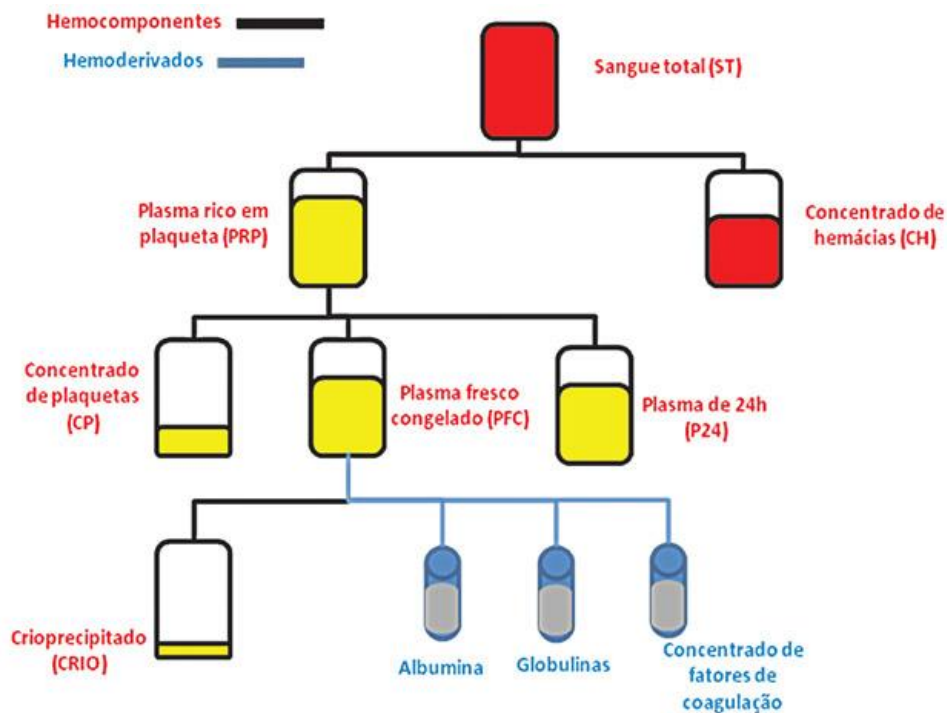 Hemocomponentes
Hemoderivados
Sangue total (ST)
Plasma rico em
plaqueta (PRP)
Concentrado de
hemácias (CH)
Concentrado
de plaquetas
(CP)
Plasma fresco
congelado (PFC)
Plasma de 24h
(P24)
Crioprecipitado
(CRIO)
Albumina
Globulinas
Concentrado de
fatores de
coagulação